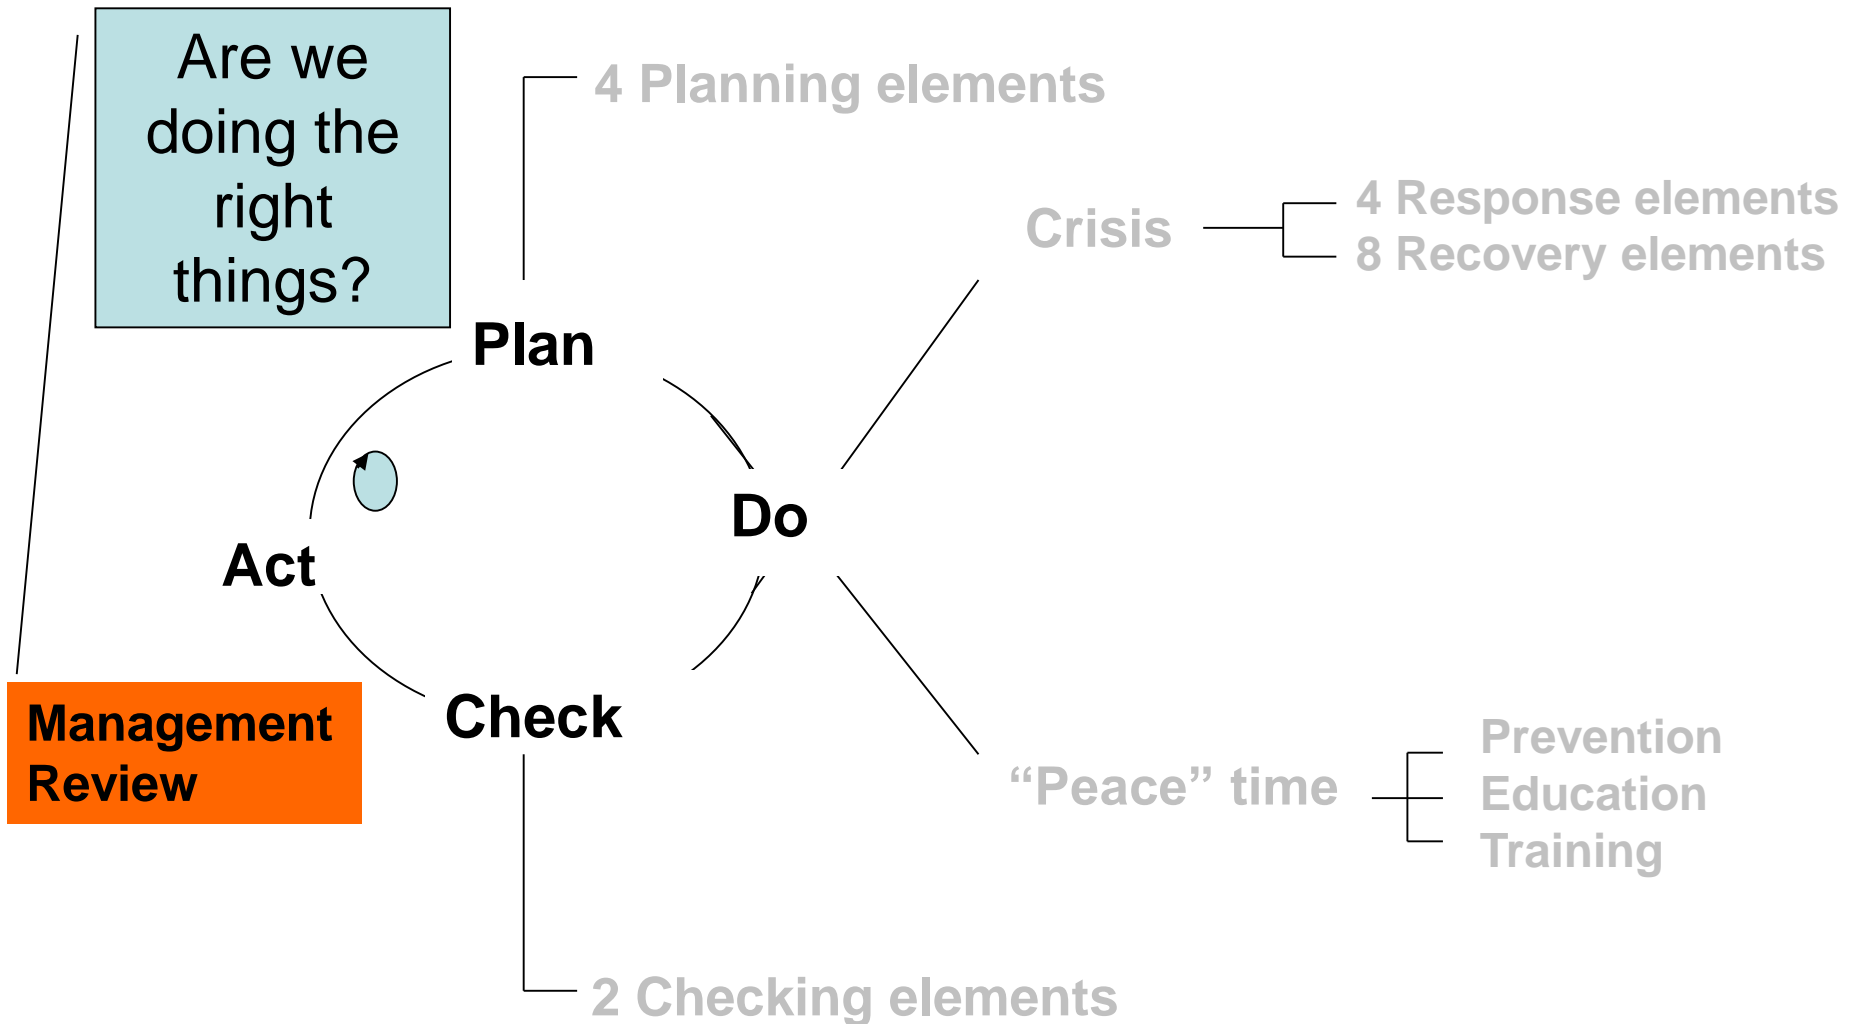 Are we
doing the
right
things?
4 Planning elements
Crisis
4 Response elements
8 Recovery elements
Plan
Do
Act
Check
Management
Review
“Peace” time
Prevention
Education
Training
2 Checking elements